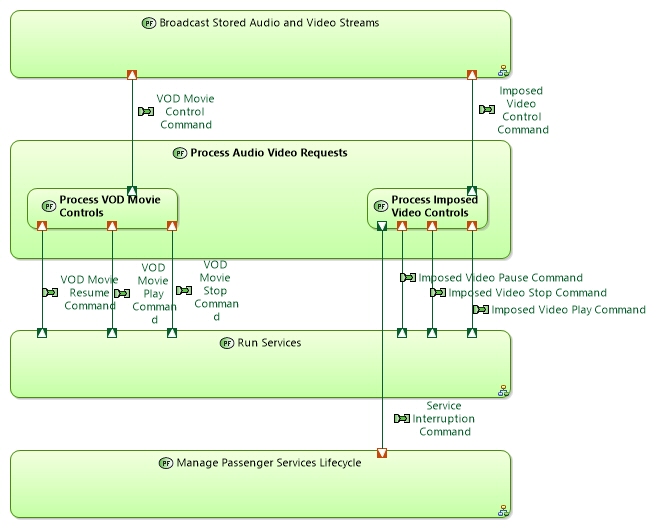 PF Broadcast Stored Audio and Video Streams
VOD Movie
Control
Command
Imposed
Video
Control
Command
PF Process Audio Video Requests
PF Process VOD Movie
Controls
PF Process Imposed
Video Controls
VOD Movie
Resume
Command
VOD
Movie
Play
Comman
d
VOD
Movie
Stop
Comman
d
Imposed Video Pause Command
Imposed Video Stop Command
Imposed Video Play Command
PF Run Services
Service
Interruption
Command
PF Manage Passenger Services Lifecycle